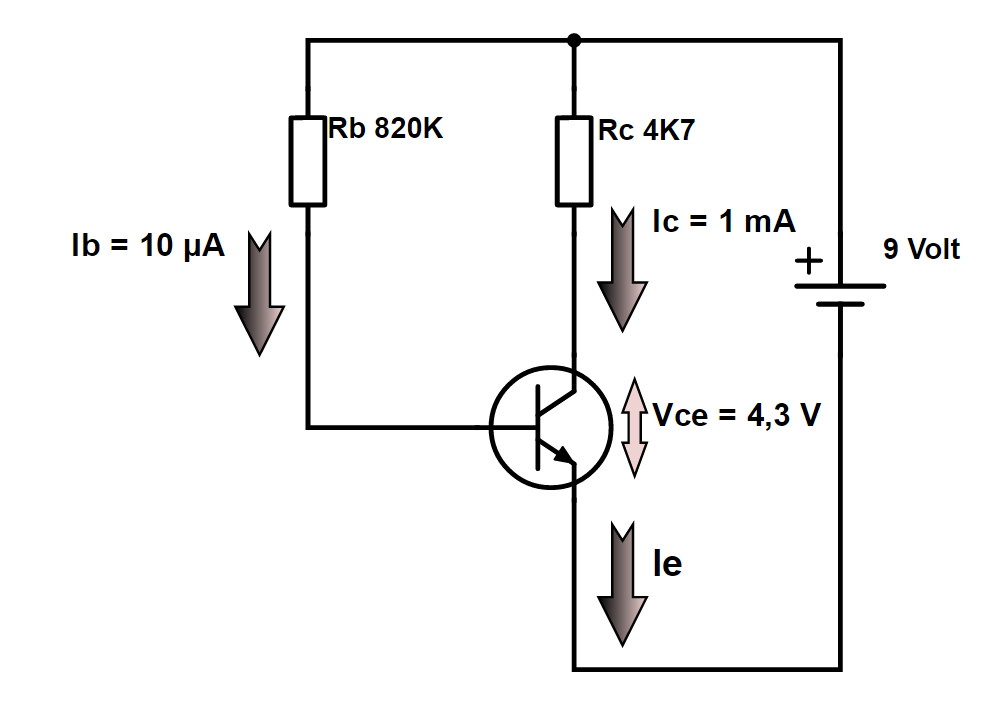 Rb 820K
Rc 4K7
Ib = 10 µA
Ic = 1 mA
+
9 Volt
Vce = 4,3 V
Ie